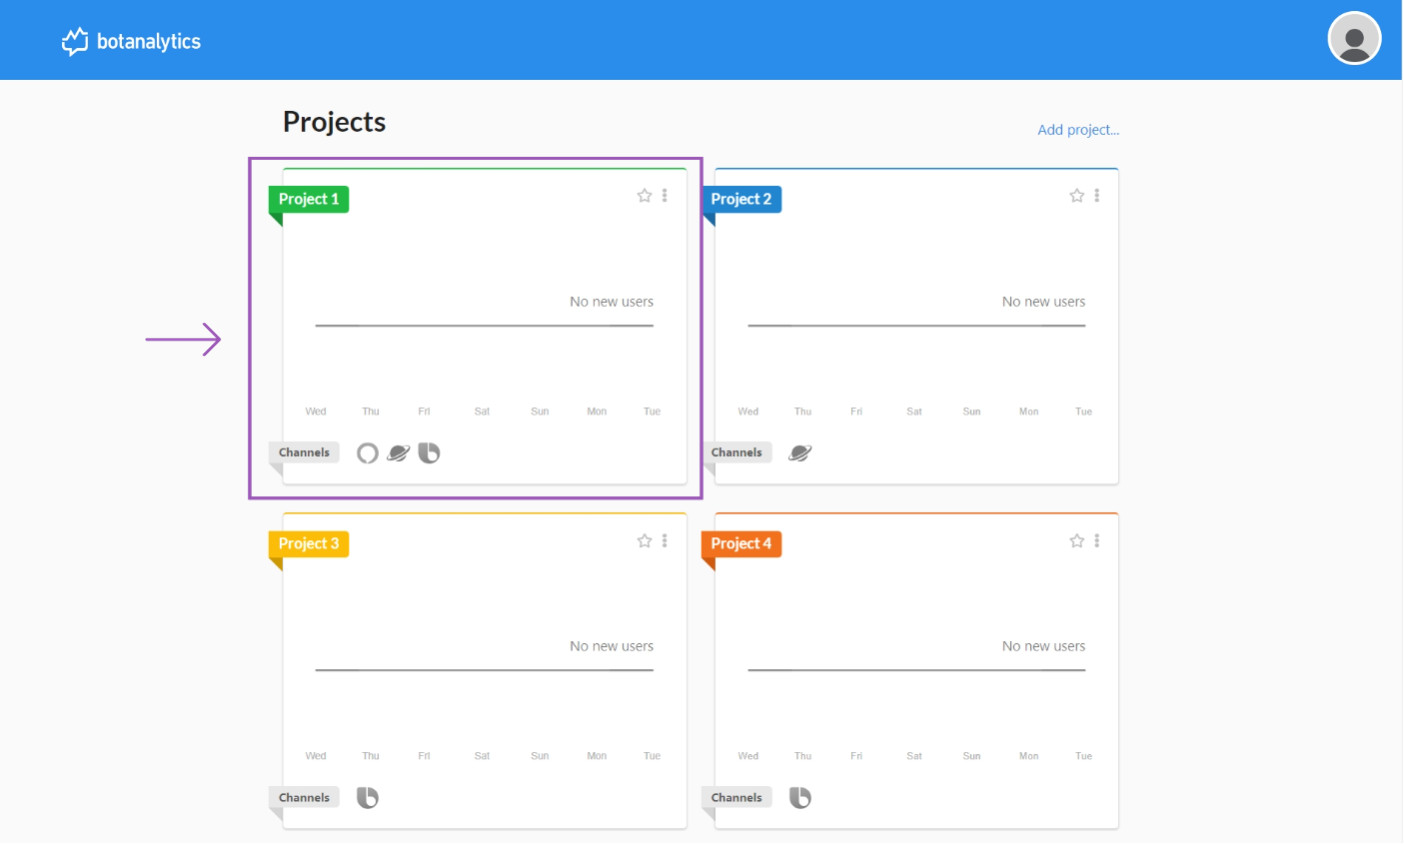 botanalytics
Projects
Add project...
Project 1
No new users
Wed Thu Fri Sat Sun Mon Tue
Channels
Project 2
No new users
Wed Thu Fri Sat Sun Mon Tue
Channels
Project 3
No new users
Wed Thu Fri Sat Sun Mon Tue
Channels
Project 4
No new users
Wed Thu Fri Sat Sun Mon Tue
Channels